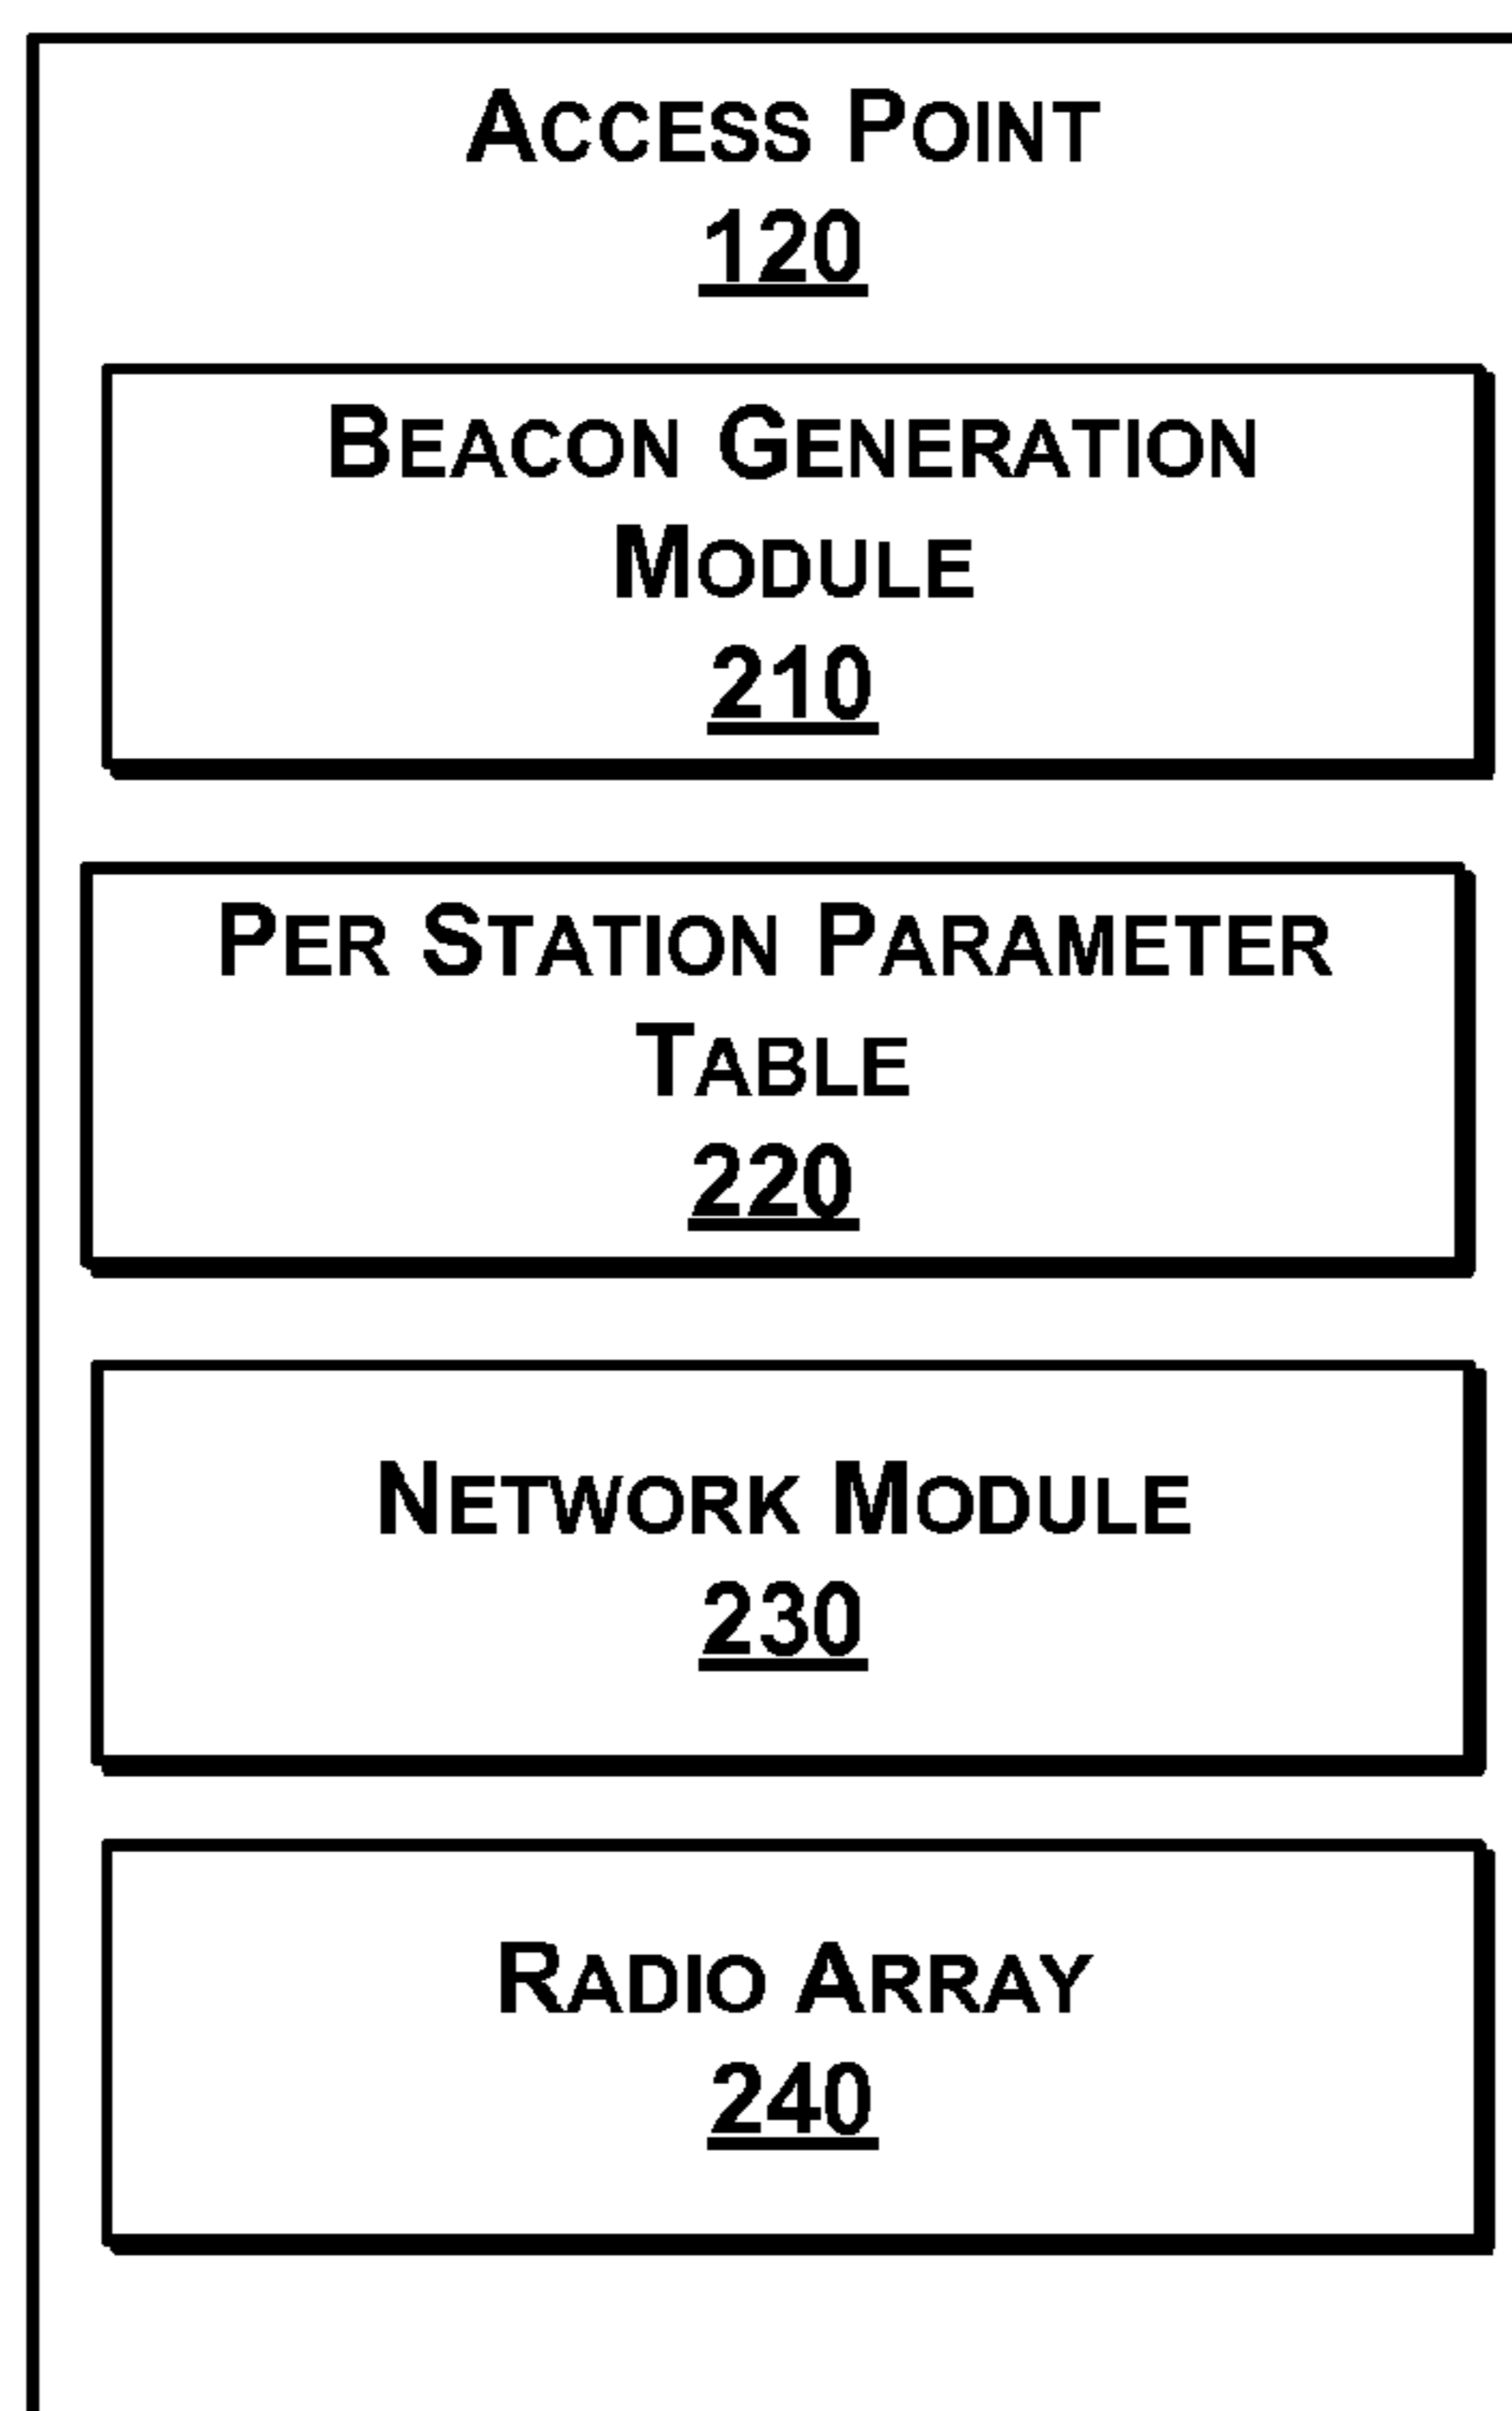 ACCESS POINT
120
BEACON GENERATION
MODULE
210
PER STATION PARAMETER
TABLE
220
NETWORK MODULE
230
RADIO ARRAY
240